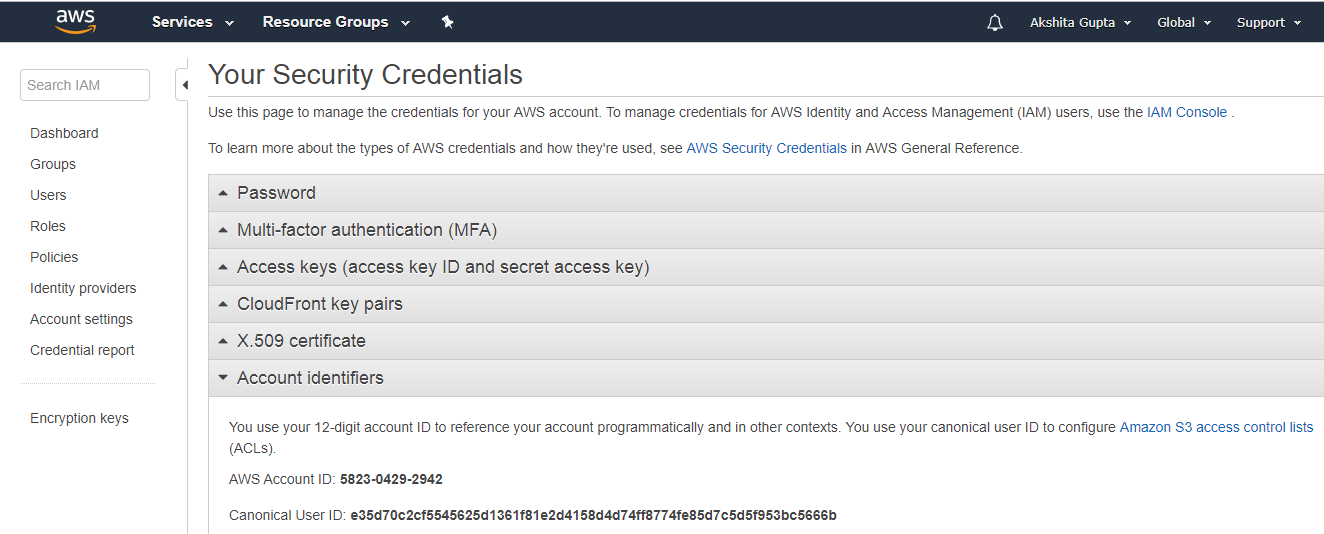 aws Services Resource Groups Akshita Gupta Global Support
Search IAM
Dashboard
Groups
Users
Roles
Policies
Identity providers
Account settings
Credential report
Encryption keys
Your Security Credentials
Use this page to manage the credentials for your AWS account. To manage credentials for AWS Identity and Access Management (IAM) users, use the IAM Console .
To learn more about the types of AWS credentials and how they're used, see AWS Security Credentials in AWS General Reference.
Password
Multi-factor authentication (MFA)
Access keys (access key ID and secret access key)
CloudFront key pairs
X.509 certificate
Account identifiers
You use your 12-digit account ID to reference your account programmatically and in other contexts. You use your canonical user ID to configure Amazon S3 access control lists
(ACLs).
AWS Account ID: 5823-0429-2942
Canonical User ID: e35d70c2cf5545625d1361f81e2d4158d4d74ff8774fe85d7c5d5f953bc5666b